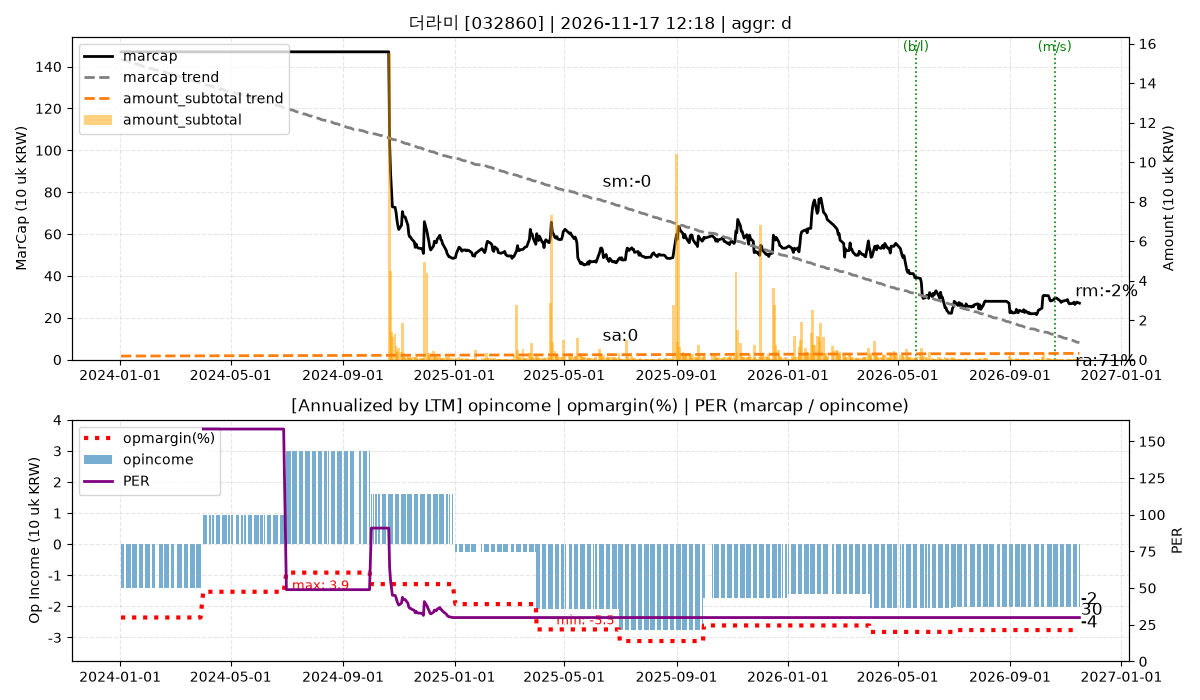 더라미 [032860] | 2026-11-17 12:18 | aggr: d
marcap
marcap trend
amount_subtotal trend
amount_subtotal
(b/l)
(m/s)
sm:-0
sa:0
rm:-2%
ra:71%
MarCap (10 uk KRW)
140
120
100
80
60
40
20
0
Amount (10 uk KRW)
16
14
12
10
8
6
4
2
0
2024-01-01 2024-05-01 2024-09-01 2025-01-01 2025-05-01 2025-09-01 2026-01-01 2026-05-01 2026-09-01 2027-01-01
[Annualized by LTM] opincome | opmargin(%) | PER (marcap / opincome)
opmargin(%)
opincome
PER
max: 3.9
min: -5.5
-2
30
-4
Op Income (10 uk KRW)
4
3
2
1
0
-1
-2
-3
PER
150
125
100
75
50
25
0
2024-01-01 2024-05-01 2024-09-01 2025-01-01 2025-05-01 2025-09-01 2026-01-01 2026-05-01 2026-09-01 2027-01-01